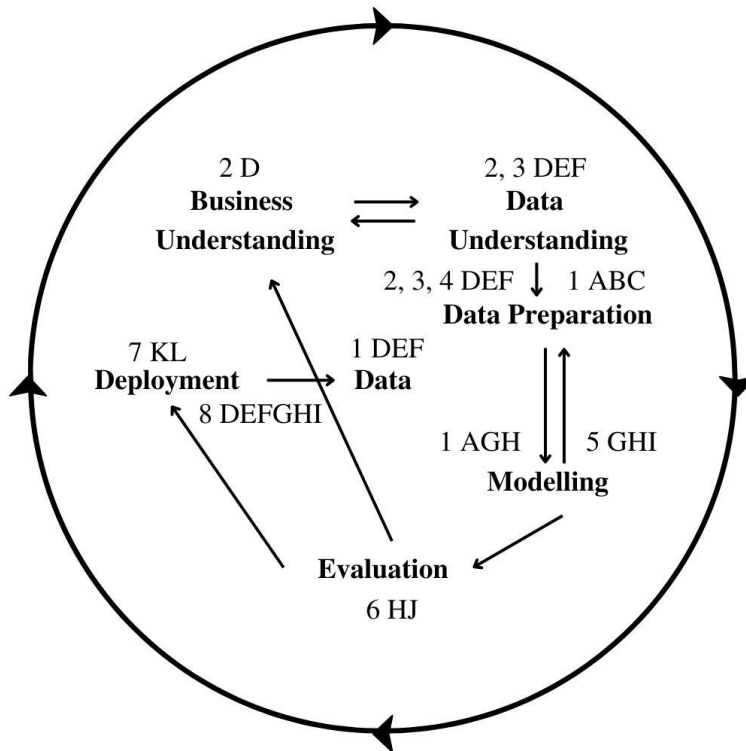 2 D
Business
Understanding
2, 3 DEF
Data
Understanding
2, 3, 4 DEF
1 ABC
Data Preparation
7 KL
Deployment
8 DEFGHI
1 DEF
Data
1 AGH
5 GHI
Modelling
Evaluation
6 HJ